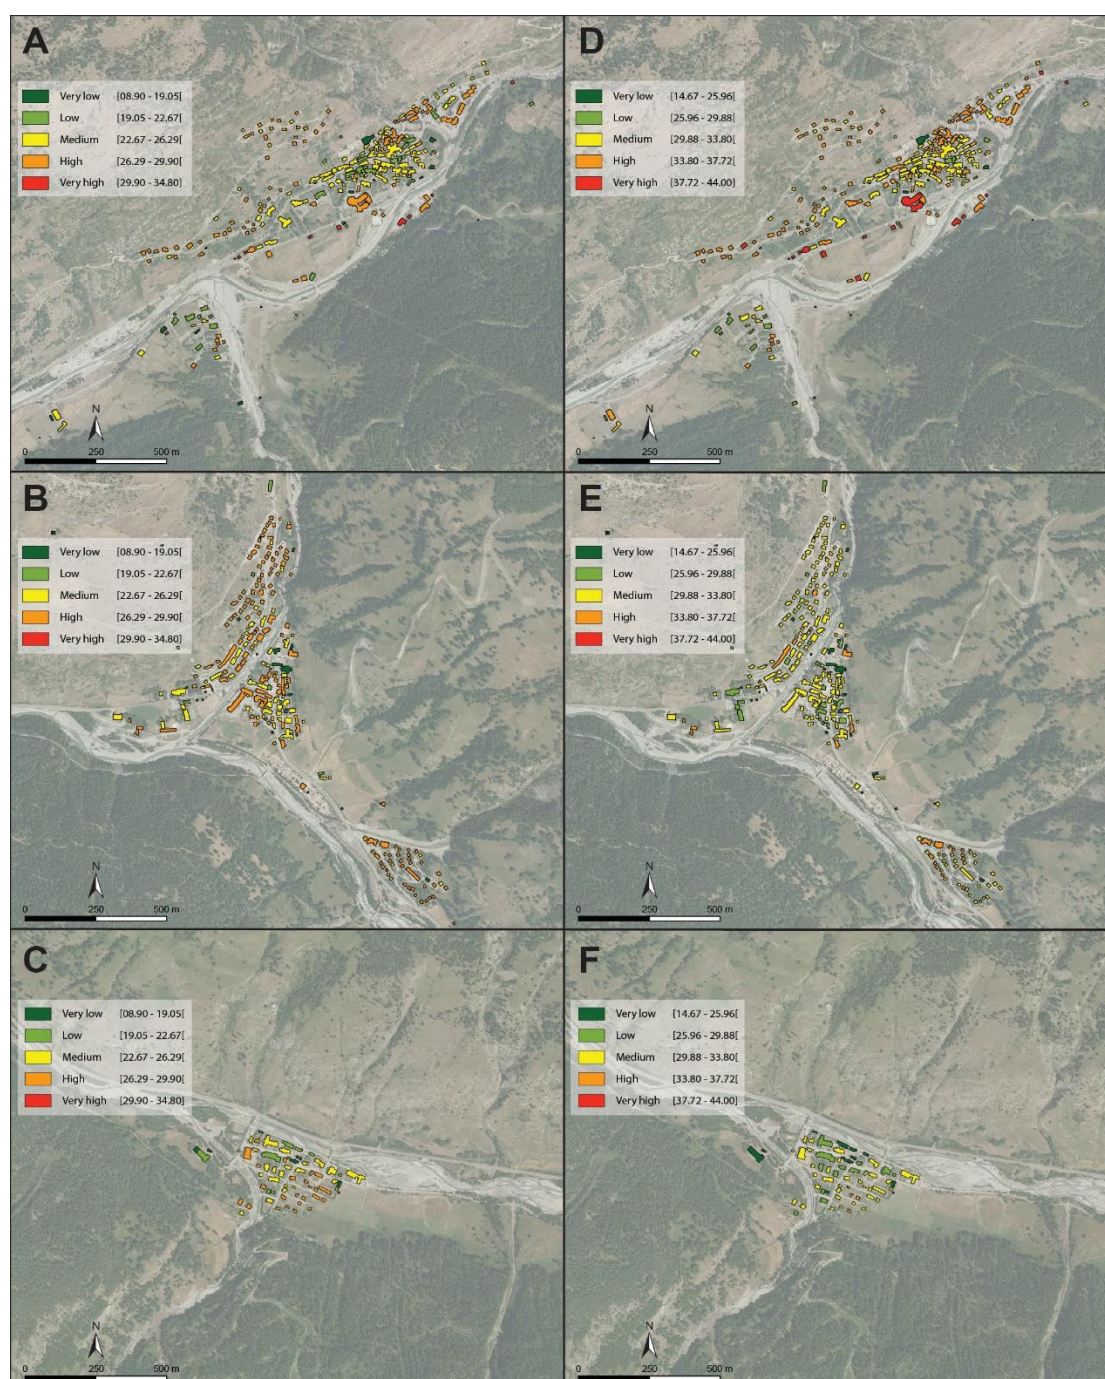 A
Very low [08.90 - 19.05[
Low [19.05 - 22.67[
Medium [22.67 - 26.29[
High [26.29 - 29.90[
Very high [29.90 - 34.80]
N
0 250 500 m
D
Very low [14.67 - 25.96[
Low [25.96 - 29.88[
Medium [29.88 - 33.80[
High [33.80 - 37.72[
Very high [37.72 - 44.00]
N
0 250 500 m
B
Very low [08.90 - 19.05[
Low [19.05 - 22.67[
Medium [22.67 - 26.29[
High [26.29 - 29.90[
Very high [29.90 - 34.80]
N
0 250 500 m
E
Very low [14.67 - 25.96[
Low [25.96 - 29.88[
Medium [29.88 - 33.80[
High [33.80 - 37.72[
Very high [37.72 - 44.00]
N
0 250 500 m
C
Very low [08.90 - 19.05[
Low [19.05 - 22.67[
Medium [22.67 - 26.29[
High [26.29 - 29.90[
Very high [29.90 - 34.80]
N
0 250 500 m
F
Very low [14.67 - 25.96[
Low [25.96 - 29.88[
Medium [29.88 - 33.80[
High [33.80 - 37.72[
Very high [37.72 - 44.00]
N
0 250 500 m